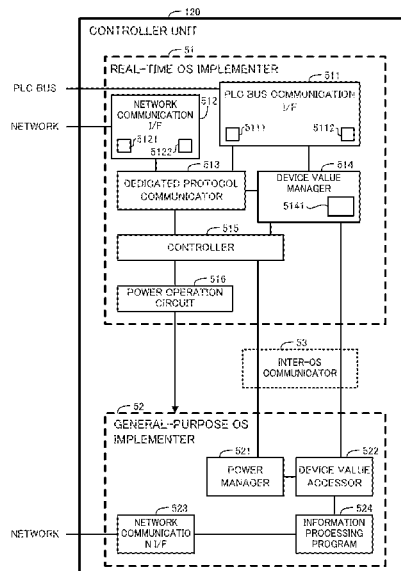 120
CONTROLLER UNIT
51
REAL-TIME OS IMPLEMENTER
511
PLC BUS
PLC BUS COMMUNICATION
I/F
5111
5112
NETWORK
NETWORK
COMMUNICATION
I/F
512
5121
5122
513
514
DEDICATED PROTOCOL
COMMUNICATOR
DEVICE VALUE
MANAGER
5141
515
CONTROLLER
516
POWER OPERATION
CIRCUIT
53
INTER-OS
COMMUNICATOR
52
GENERAL-PURPOSE OS
IMPLEMENTER
521
522
POWER
MANAGER
DEVICE VALUE
ACCESSOR
523
524
NETWORK
NETWORK
COMMUNICATIO
N I/F
INFORMATION
PROCESSING
PROGRAM